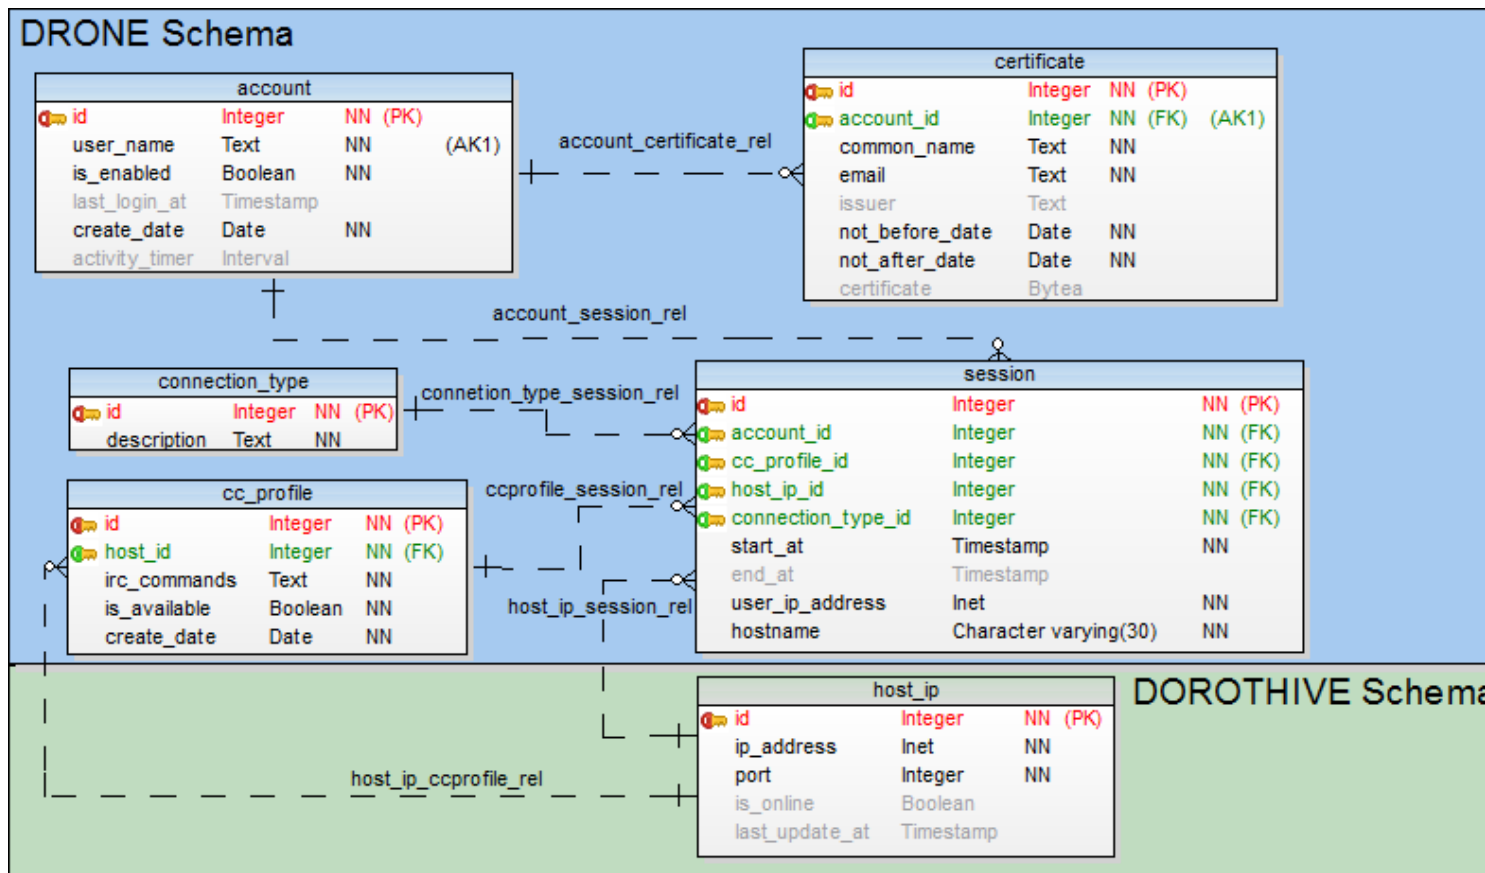 DRONE Schema
account
id Integer NN (PK)
user_name Text NN (AK1)
is_enabled Boolean NN
last_login_at Timestamp
create_date Date NN
activity_timer Interval
account_certificate_rel
certificate
id Integer NN (PK)
account_id Integer NN (FK) (AK1)
common_name Text NN
email Text NN
issuer Text
not_before_date Date NN
not_after_date Date NN
certificate Bytea
account_session_rel
connection_type
id Integer NN (PK)
description Text NN
connetion_type_session_rel
session
id Integer NN (PK)
account_id Integer NN (FK)
cc_profile_id Integer NN (FK)
host_ip_id Integer NN (FK)
connection_type_id Integer NN (FK)
start_at Timestamp NN
end_at Timestamp
user_ip_address Inet NN
hostname Character varying(30) NN
cc_profile
id Integer NN (PK)
host_id Integer NN (FK)
irc_commands Text NN
is_available Boolean NN
create_date Date NN
ccprofile_session_rel
host_ip_session_rel
DOROTHIVE Schema
host_ip
id Integer NN (PK)
ip_address Inet NN
port Integer NN
is_online Boolean
last_update_at Timestamp
host_ip_ccprofile_rel